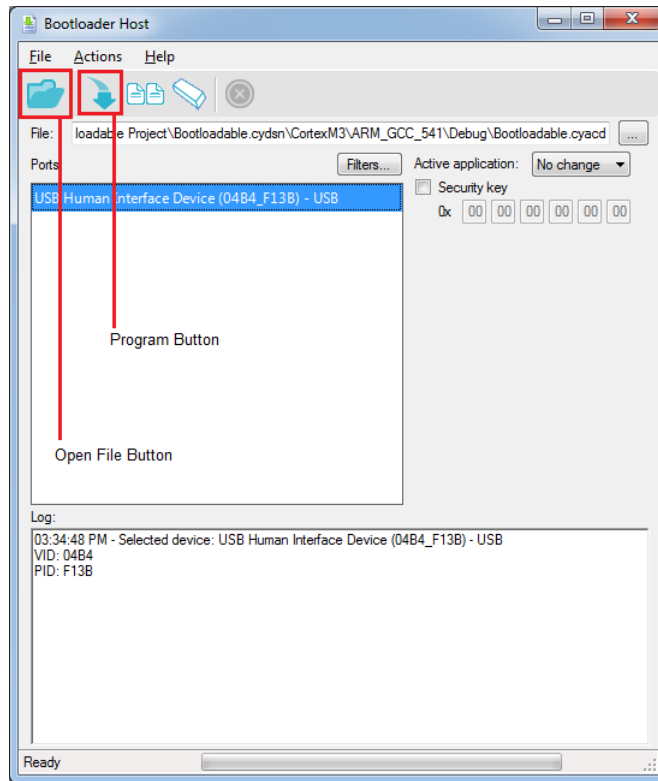 Bootloader Host
File Actions Help
File: loadable Project\Bootloadable.cydsn\CortexM3\ARM_GCC_541\Debug\Bootloadable.cyacd ...
Ports Filters... Active application: No change
Security key
USB Human Interface Device (04B4_F13B) - USB
0x 00 00 00 00 00 00
Program Button
Open File Button
Log:
03:34:48 PM - Selected device: USB Human Interface Device (04B4_F13B) - USB
VID: 04B4
PID: F13B
Ready